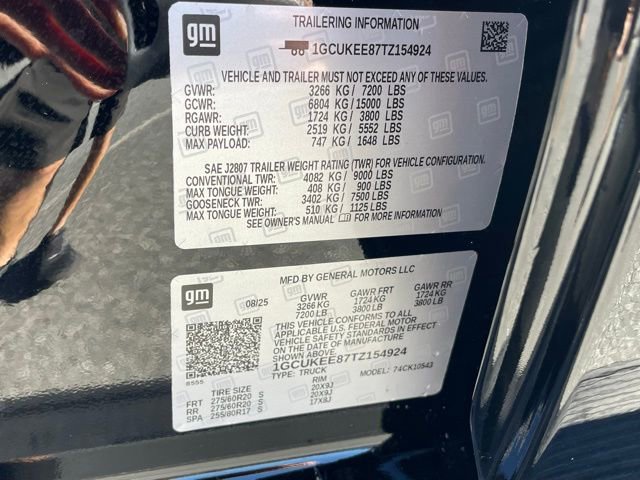 gm
TRAILERING INFORMATION
1GCUKEE87TZ154924
VEHICLE AND TRAILER MUST NOT EXCEED ANY OF THESE VALUES.
GVWR: 3266 KG / 7200 LBS
GCWR: 6804 KG / 15000 LBS
RGAWR: 1724 KG / 3800 LBS
CURB WEIGHT: 2519 KG / 5552 LBS
MAX PAYLOAD: 747 KG / 1648 LBS
SAE J2807 TRAILER WEIGHT RATING (TWR) FOR VEHICLE CONFIGURATION.
CONVENTIONAL TWR: 4082 KG / 9000 LBS
MAX TONGUE WEIGHT: 408 KG / 900 LBS
GOOSENECK TWR: 3402 KG / 7500 LBS
MAX TONGUE WEIGHT: 510 KG / 1125 LBS
SEE OWNER'S MANUAL FOR MORE INFORMATION
gm
MFD BY GENERAL MOTORS LLC
08/25 GVWR GAWR FRT GAWR RR
3266 KG 1724 KG 1724 KG
7200 LB 3800 LB 3800 LB
THIS VEHICLE CONFORMS TO ALL
APPLICABLE U.S. FEDERAL MOTOR
VEHICLE SAFETY STANDARDS IN EFFECT
ON THE DATE OF MANUFACTURE
SHOWN ABOVE.
1GCUKEE87TZ154924
TYPE: TRUCK MODEL: 74CK10543
TIRE SIZE RIM
FRT 275/60R20 S 20X9J
RR 275/60R20 S 20X9J
SPA 255/80R17 S 17X8J